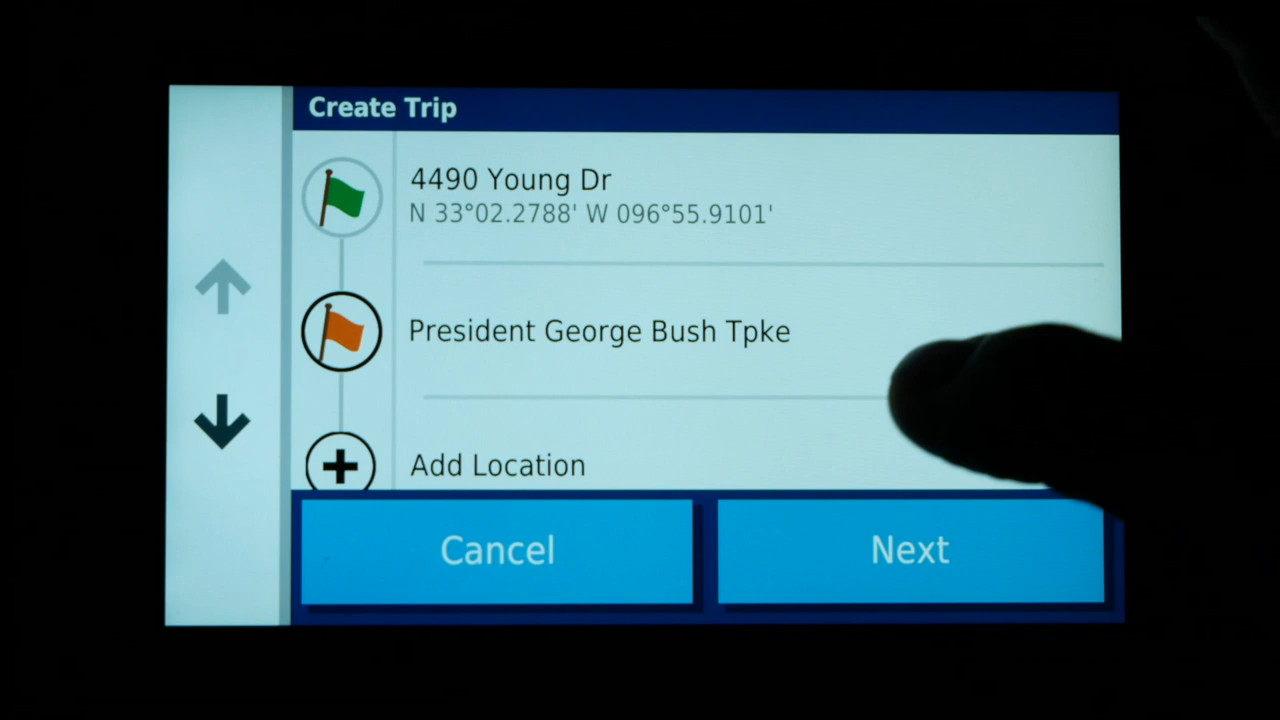 Create Trip
4490 Young Dr
N 33°02.2788' W 096°55.9101'
President George Bush Tpke
Add Location
Cancel
Next